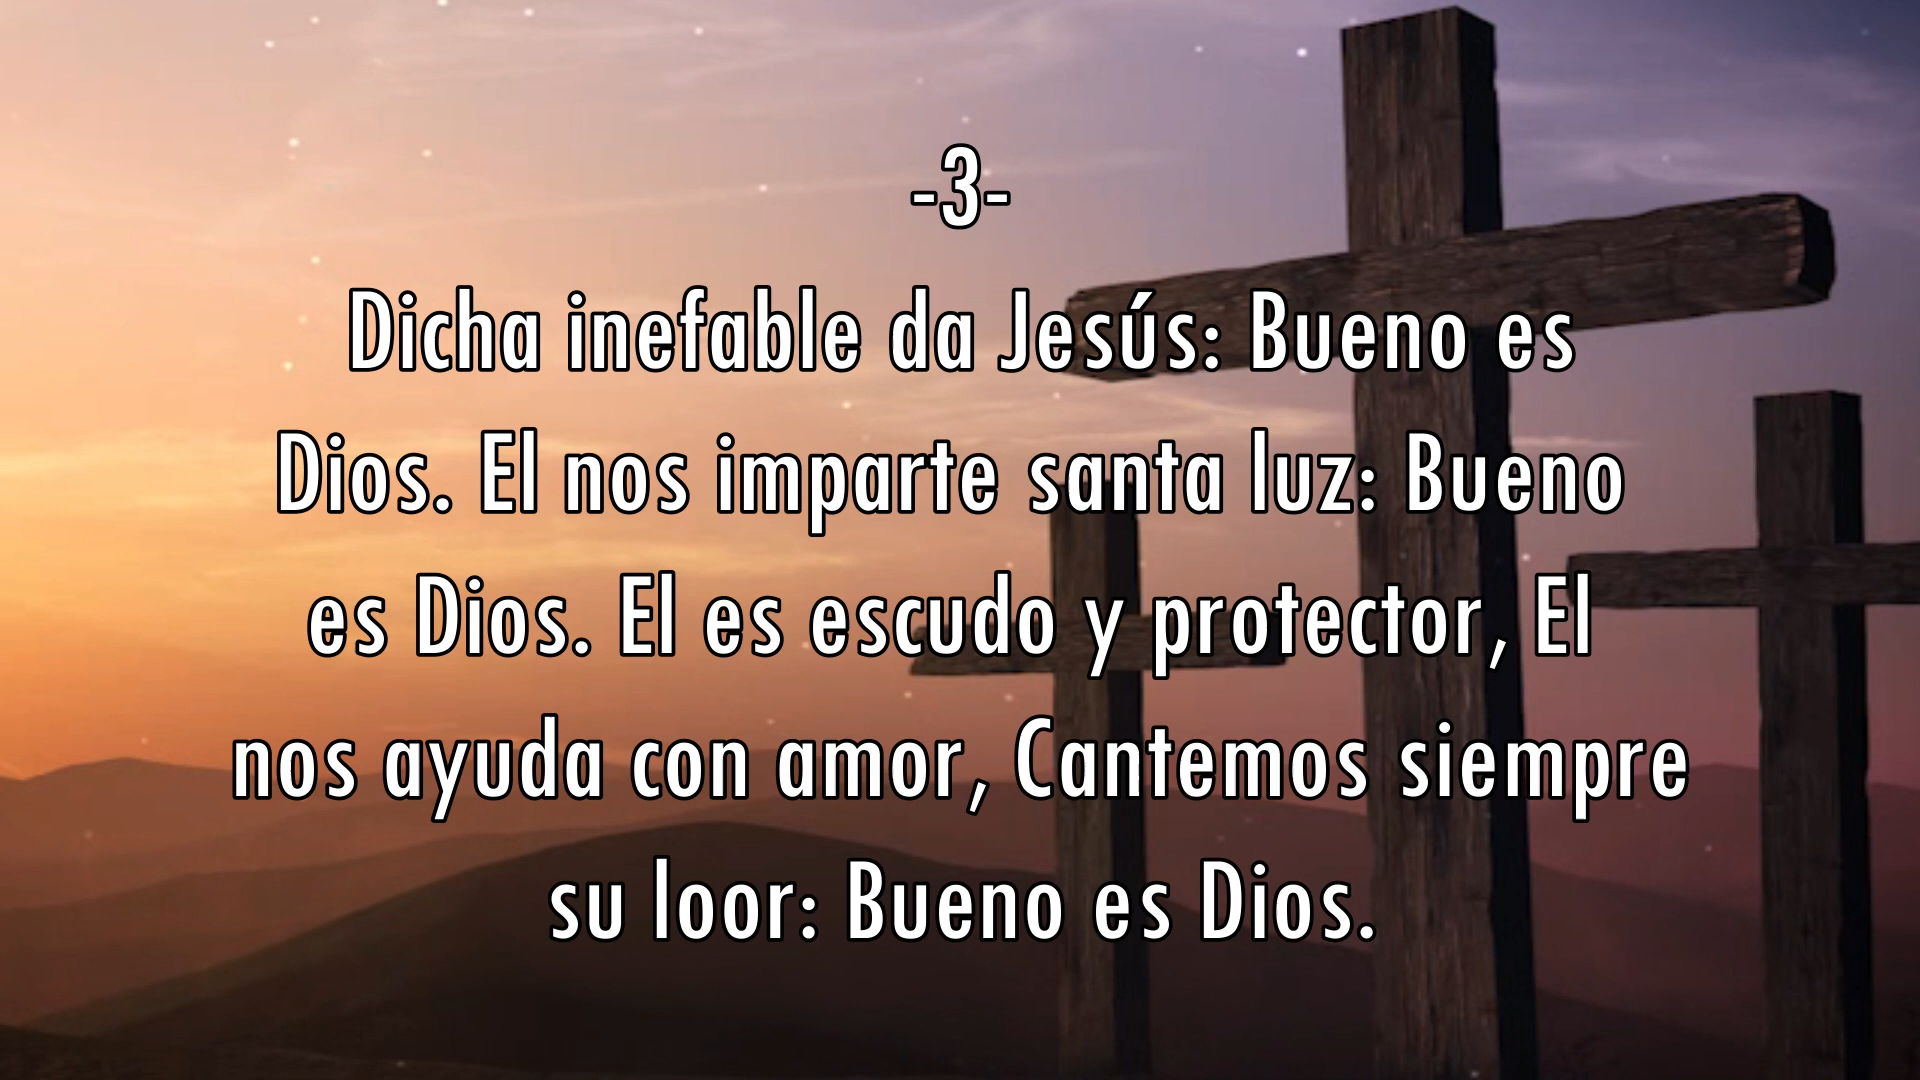 -3-
Dicha inefable da Jesús: Bueno es
Dios. El nos imparte santa luz: Bueno
es Dios. El es escudo y protector, El
nos ayuda con amor, Cantemos siempre
su loor: Bueno es Dios.